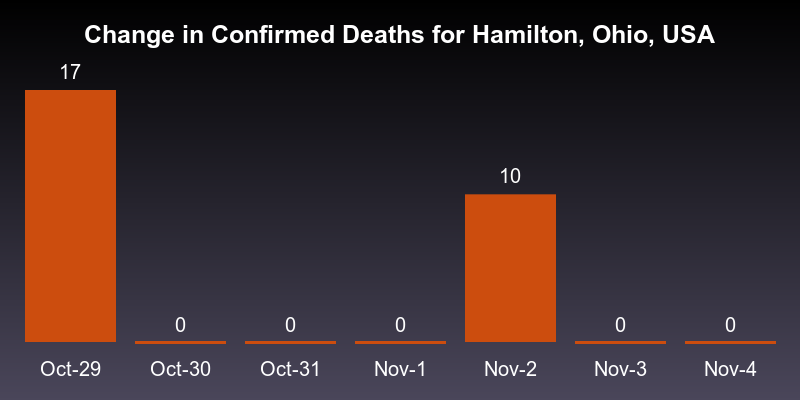 Change in Confirmed Deaths for Hamilton, Ohio, USA
17
10
0 0 0 0 0
Oct-29 Oct-30 Oct-31 Nov-1 Nov-2 Nov-3 Nov-4